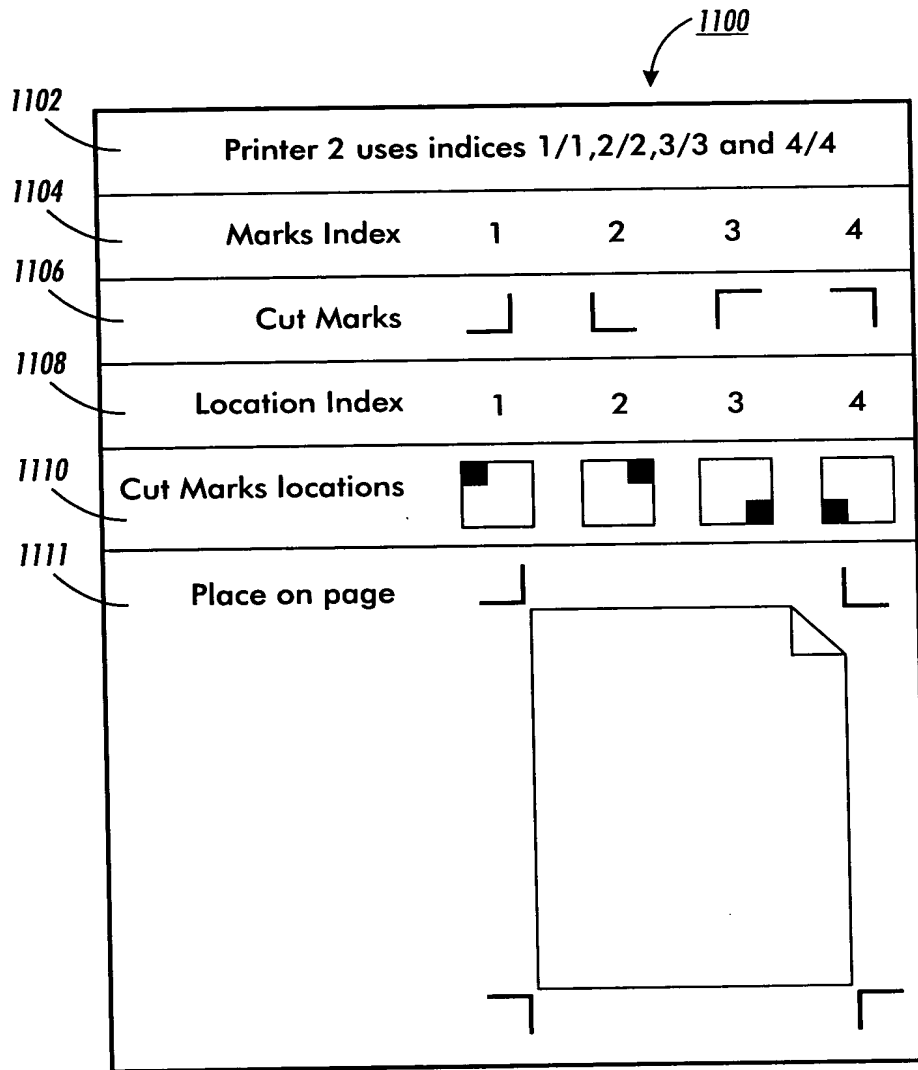 1100
1102
Printer 2 uses indices 1/1,2/2,3/3 and 4/4
1104
Marks Index 1 2 3 4
1106
Cut Marks
1108
Location Index 1 2 3 4
1110
Cut Marks locations
1111
Place on page